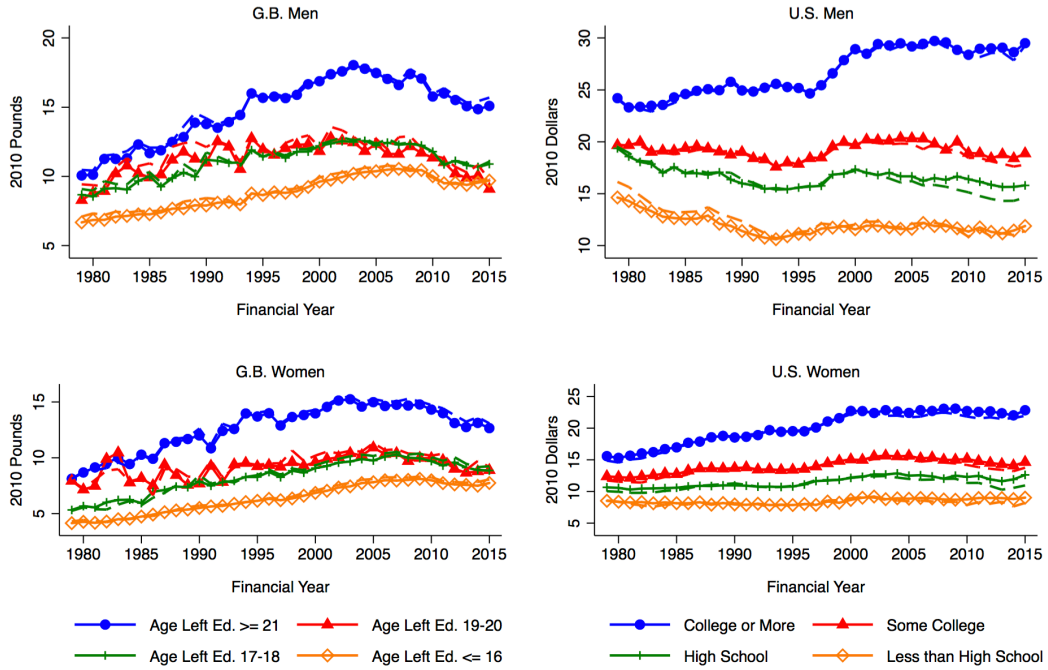 G.B. Men
2010 Pounds
20
15
10
5
1980 1985 1990 1995 2000 2005 2010 2015
Financial Year
U.S. Men
2010 Dollars
30
25
20
15
10
1980 1985 1990 1995 2000 2005 2010 2015
Financial Year
G.B. Women
2010 Pounds
15
10
5
1980 1985 1990 1995 2000 2005 2010 2015
Financial Year
U.S. Women
2010 Dollars
25
20
15
10
5
1980 1985 1990 1995 2000 2005 2010 2015
Financial Year
Age Left Ed. >= 21 Age Left Ed. 19-20
Age Left Ed. 17-18 Age Left Ed. <= 16
College or More Some College
High School Less than High School